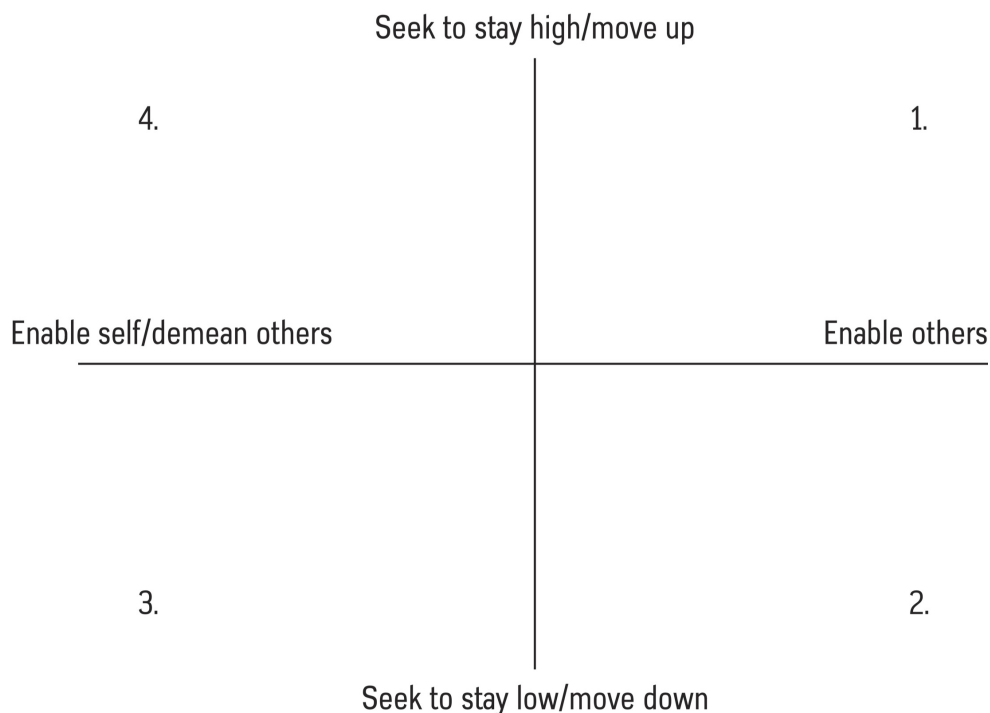 Seek to stay high/move up
4.
1.
Enable self/demean others
Enable others
3.
2.
Seek to stay low/move down